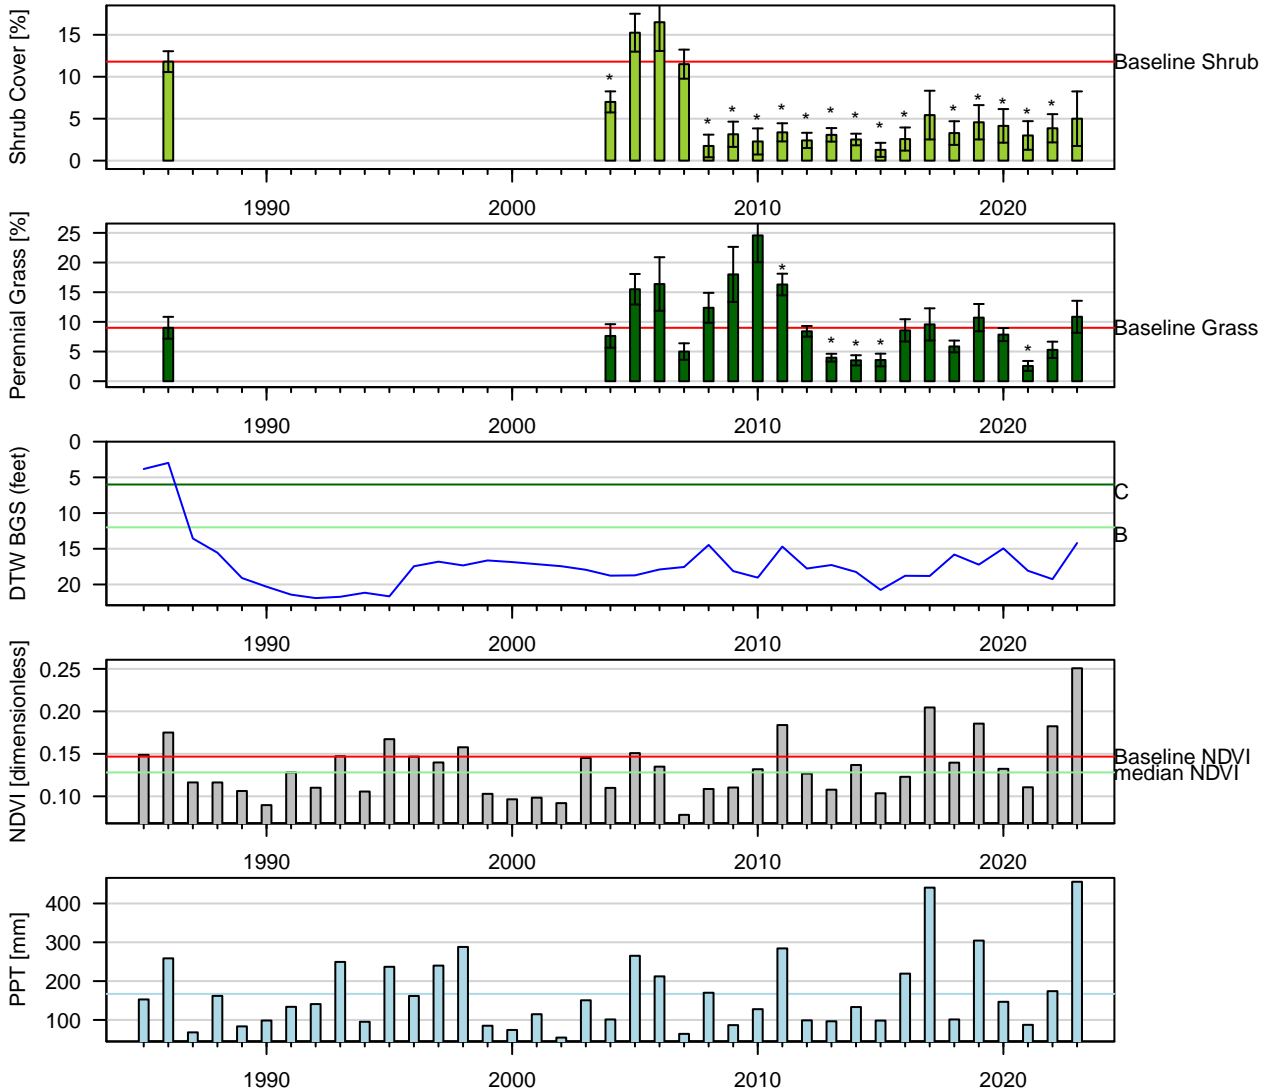 Shrub Cover [%]
15
10
5
0
* * * * * * * * * * * * * * *
Baseline Shrub
1990 2000 2010 2020
Perennial Grass [%]
25
20
15
10
5
0
* * * * *
Baseline Grass
1990 2000 2010 2020
DTW BGS (feet)
0
5
10
15
20
C
B
1990 2000 2010 2020
NDVI [dimensionless]
0.25
0.20
0.15
0.10
Baseline NDVI
median NDVI
1990 2000 2010 2020
PPT [mm]
400
300
200
100
1990 2000 2010 2020